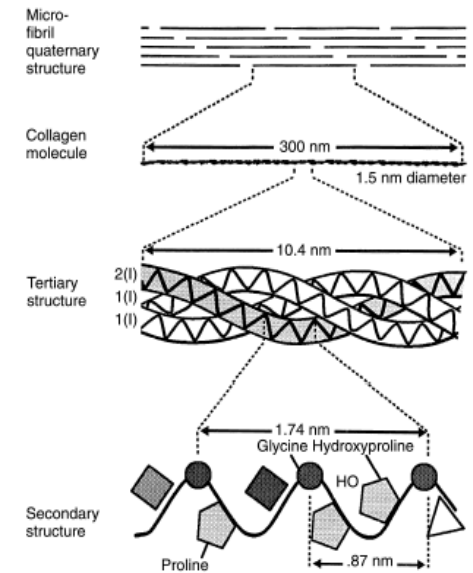 Micro-
fibril
quaternary
structure
Collagen
molecule
300 nm
1.5 nm diameter
10.4 nm
Tertiary
structure
2(I)
1(I)
1(I)
1.74 nm
Glycine Hydroxyproline
HO
Secondary
structure
Proline
.87 nm